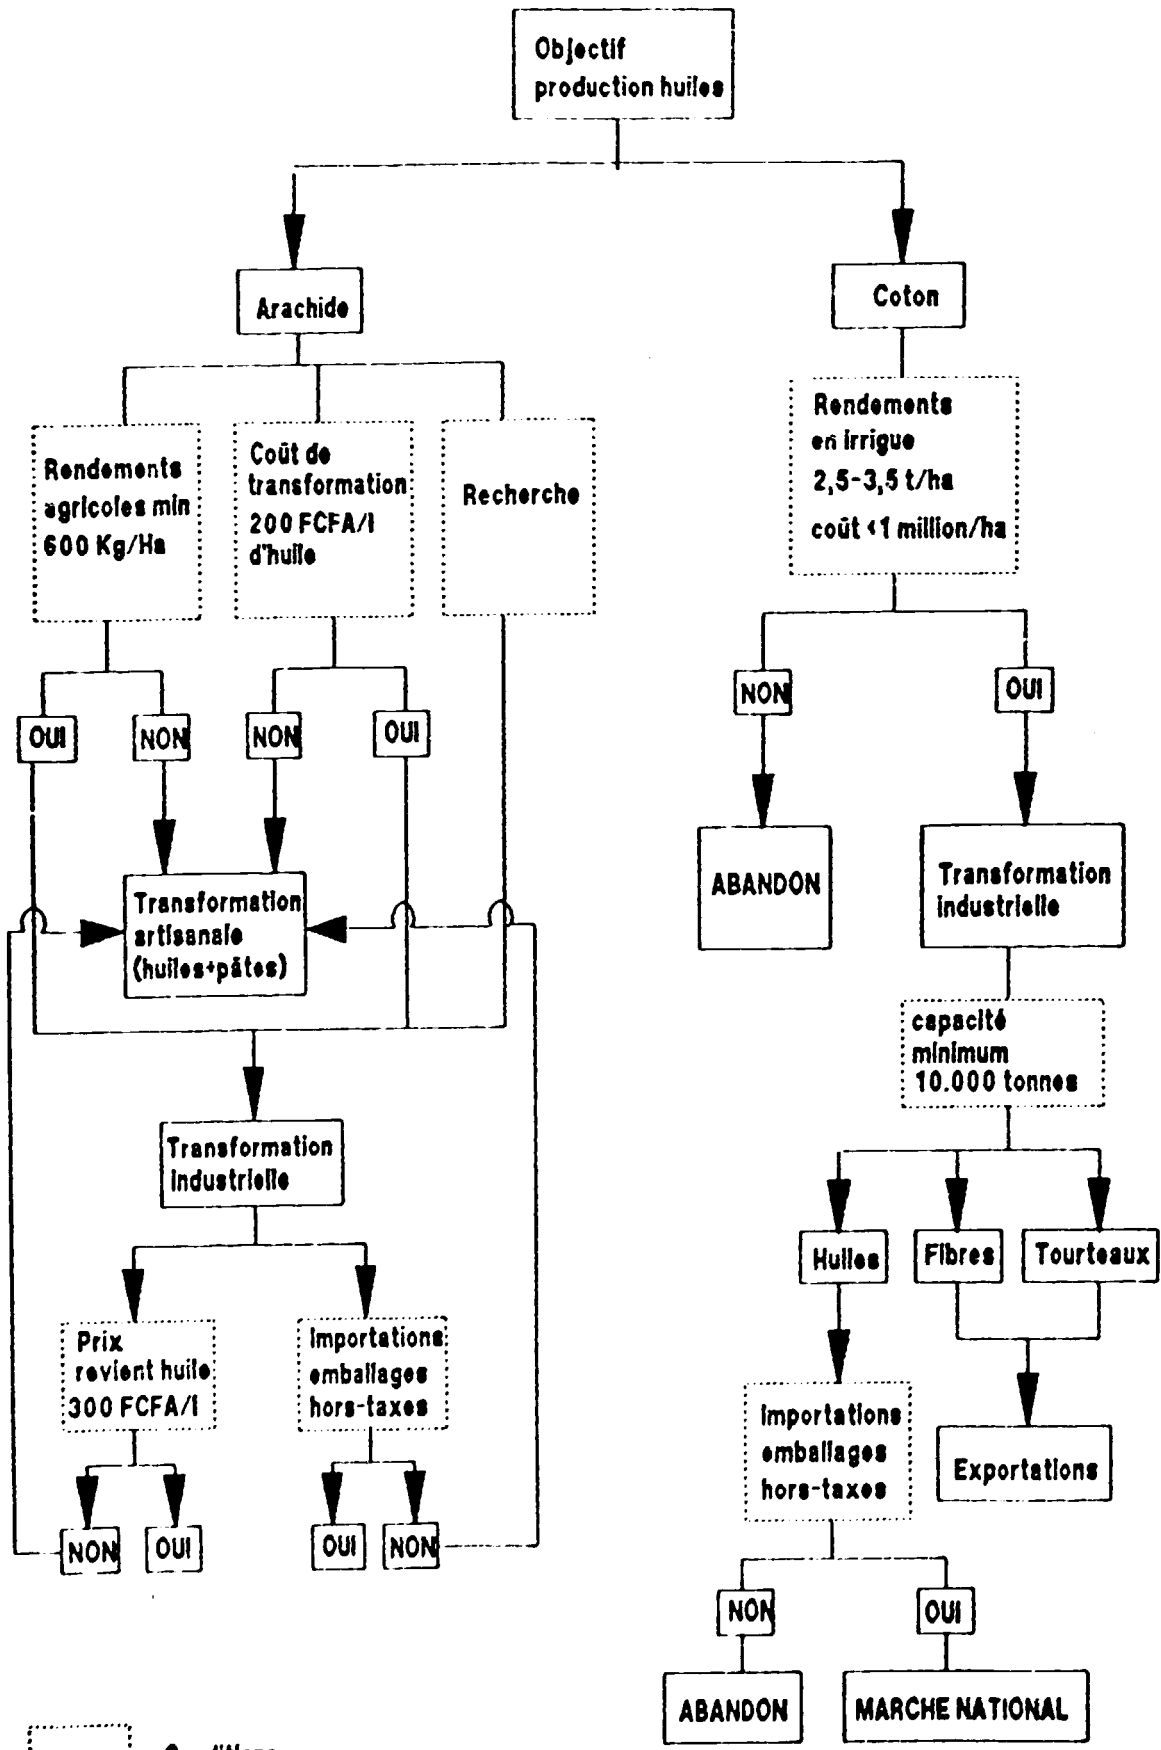 Objectif
production huiles
Arachide
Coton
Rendements
agricoles min
600 Kg/Ha
Coût de
transformation
200 FCFA/l
d'huile
Recherche
Rendements
en irrigue
2,5-3,5 t/ha
coût <1 million/ha
OUI
NON
NON
OUI
NON
OUI
Transformation
artisanale
(huiles+pâtes)
ABANDON
Transformation
industrielle
capacité
minimum
10.000 tonnes
Transformation
industrielle
Huiles
Fibres
Tourteaux
Prix
revient huile
300 FCFA/l
Importations
emballages
hors-taxes
Importations
emballages
hors-taxes
Exportations
NON
OUI
OUI
NON
NON
OUI
ABANDON
MARCHE NATIONAL